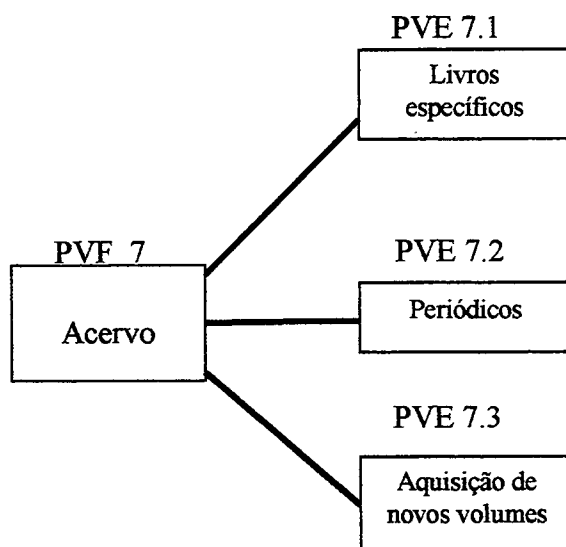 PVE 7.1
Livros
específicos
PVF 7
Acervo
PVE 7.2
Periódicos
PVE 7.3
Aquisição de
novos volumes